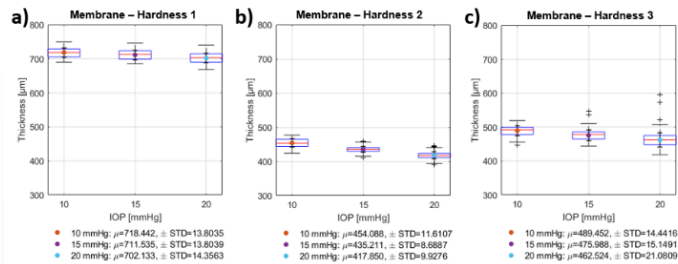 a) Membrane – Hardness 1
800
700
600
500
400
300
Thickness [μm]
10 15 20
IOP [mmHg]
10 mmHg: μ=718.442, ± STD=13.8035
15 mmHg: μ=711.535, ± STD=13.8039
20 mmHg: μ=702.133, ± STD=14.3563
b) Membrane – Hardness 2
800
700
600
500
400
300
Thickness [μm]
10 15 20
IOP [mmHg]
10 mmHg: μ=454.088, ± STD=11.6107
15 mmHg: μ=435.211, ± STD=8.6887
20 mmHg: μ=417.850, ± STD=9.9276
c) Membrane – Hardness 3
800
700
600
500
400
300
Thickness [μm]
10 15 20
IOP [mmHg]
10 mmHg: μ=489.452, ± STD=14.4416
15 mmHg: μ=475.988, ± STD=15.1491
20 mmHg: μ=462.524, ± STD=21.0809